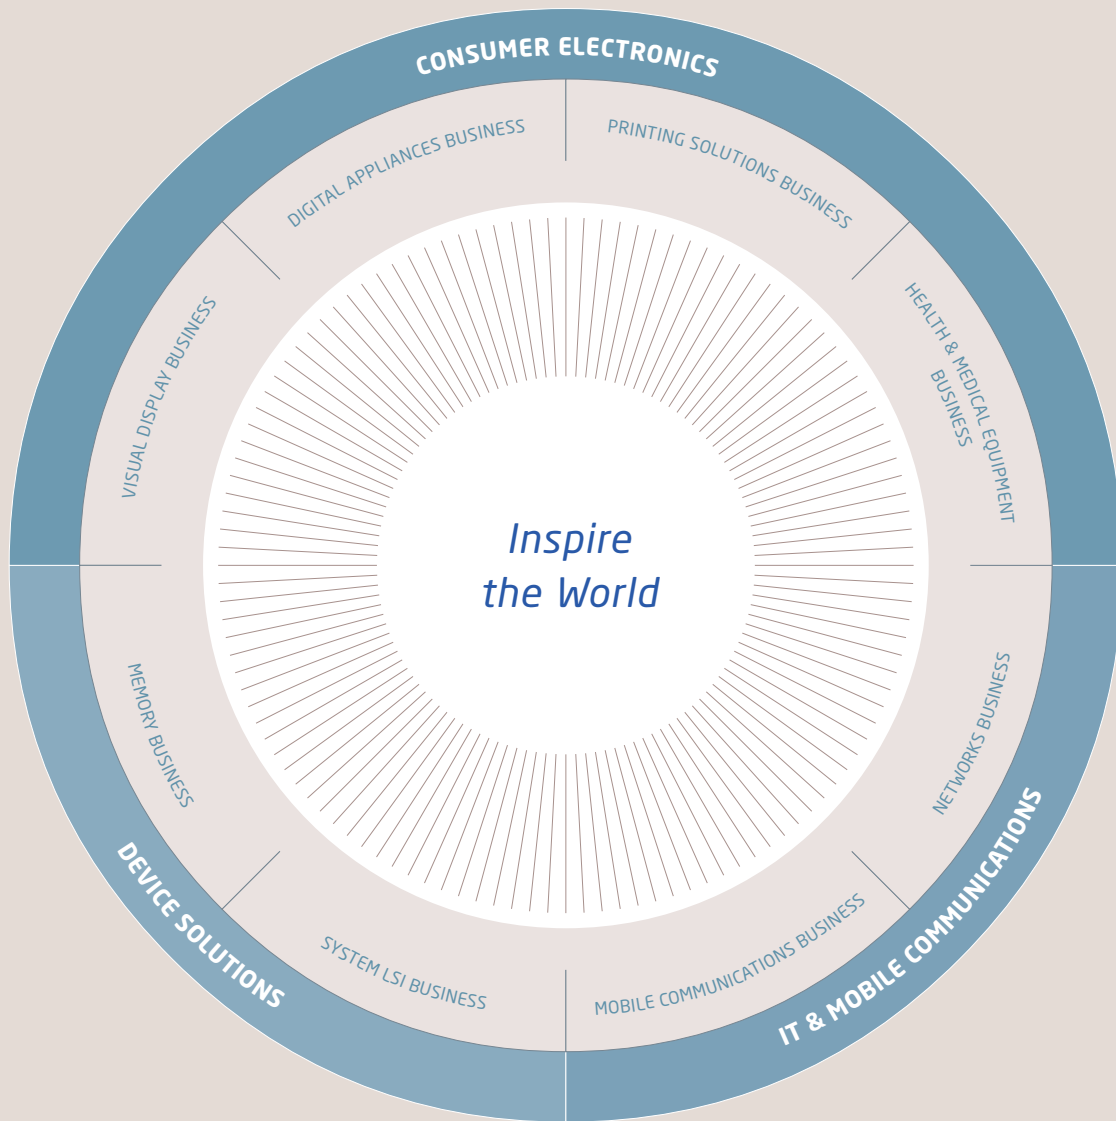 CONSUMER ELECTRONICS
DIGITAL APPLIANCES BUSINESS
PRINTING SOLUTIONS BUSINESS
VISUAL DISPLAY BUSINESS
HEALTH & MEDICAL EQUIPMENT
BUSINESS
Inspire
the World
MEMORY BUSINESS
NETWORKS BUSINESS
DEVICE SOLUTIONS
IT & MOBILE COMMUNICATIONS
SYSTEM LSI BUSINESS
MOBILE COMMUNICATIONS BUSINESS